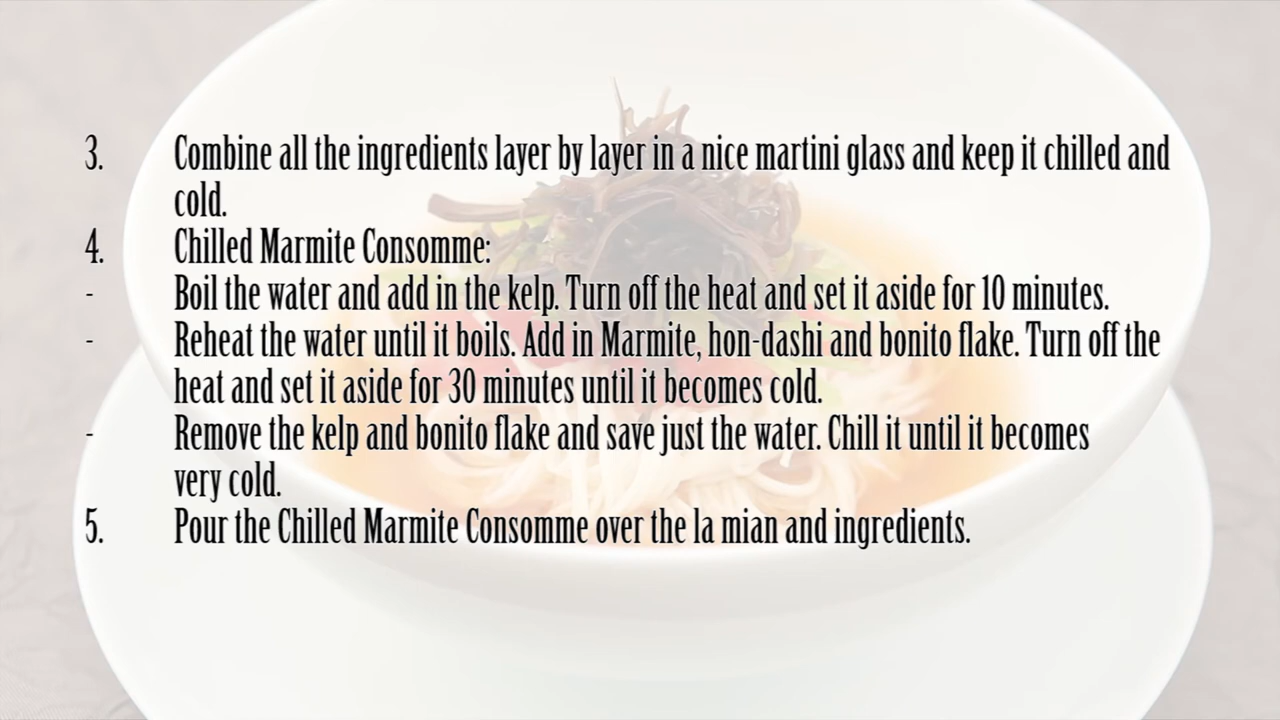 3. Combine all the ingredients layer by layer in a nice martini glass and keep it chilled and
cold.
4. Chilled Marmite Consomme:
- Boil the water and add in the kelp. Turn off the heat and set it aside for 10 minutes.
- Reheat the water until it boils. Add in Marmite, hon-dashi and bonito flake. Turn off the
heat and set it aside for 30 minutes until it becomes cold.
- Remove the kelp and bonito flake and save just the water. Chill it until it becomes
very cold.
5. Pour the Chilled Marmite Consomme over the la mian and ingredients.